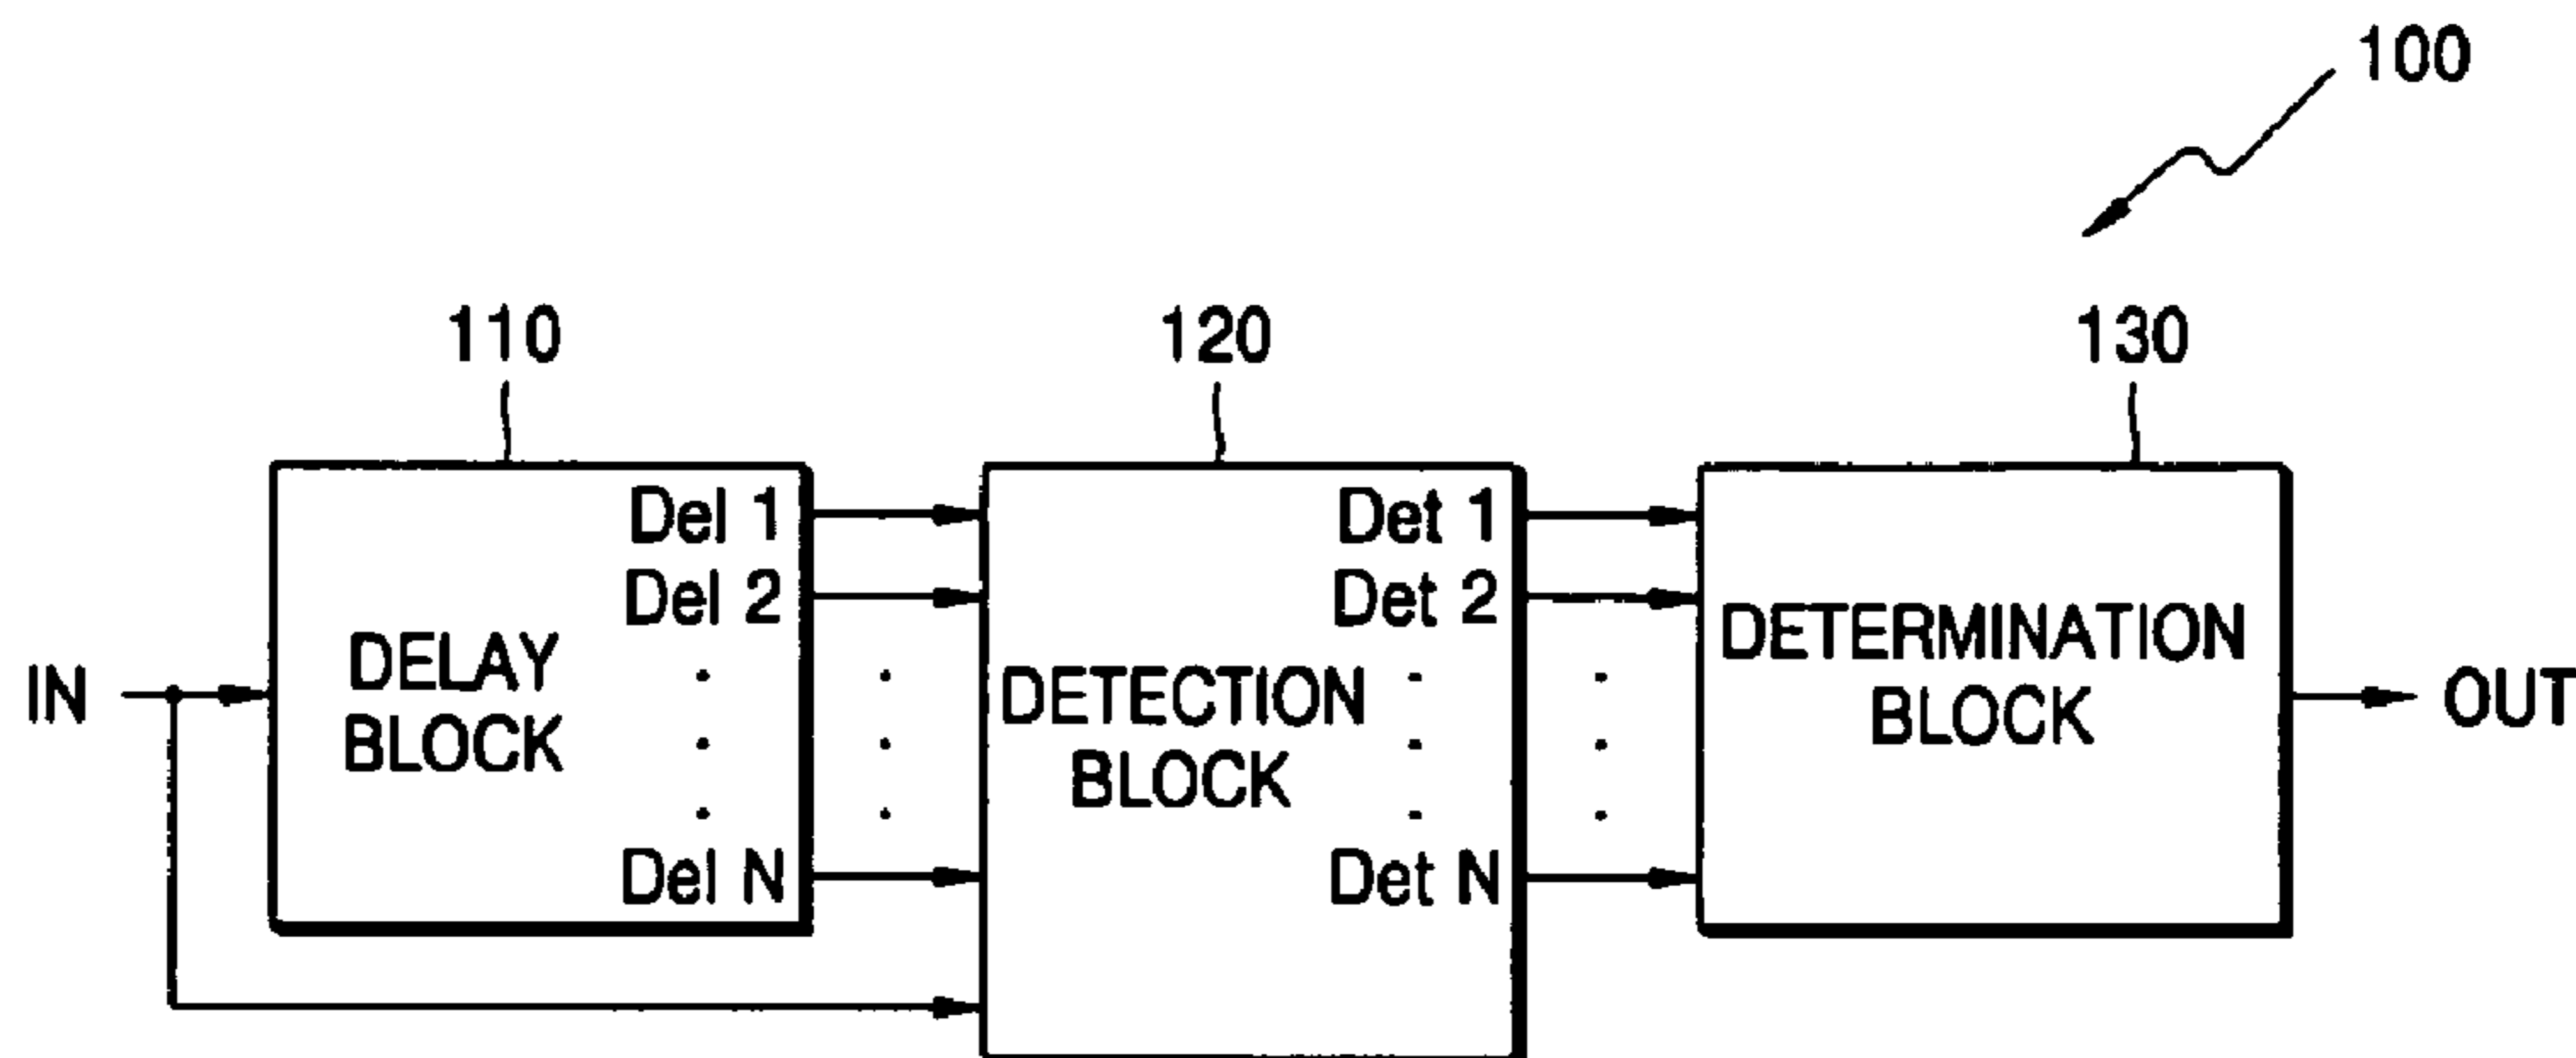 100
110
120
130
IN
DELAY
BLOCK
Del 1
Del 2
Del N
DETECTION
BLOCK
Det 1
Det 2
Det N
DETERMINATION
BLOCK
OUT